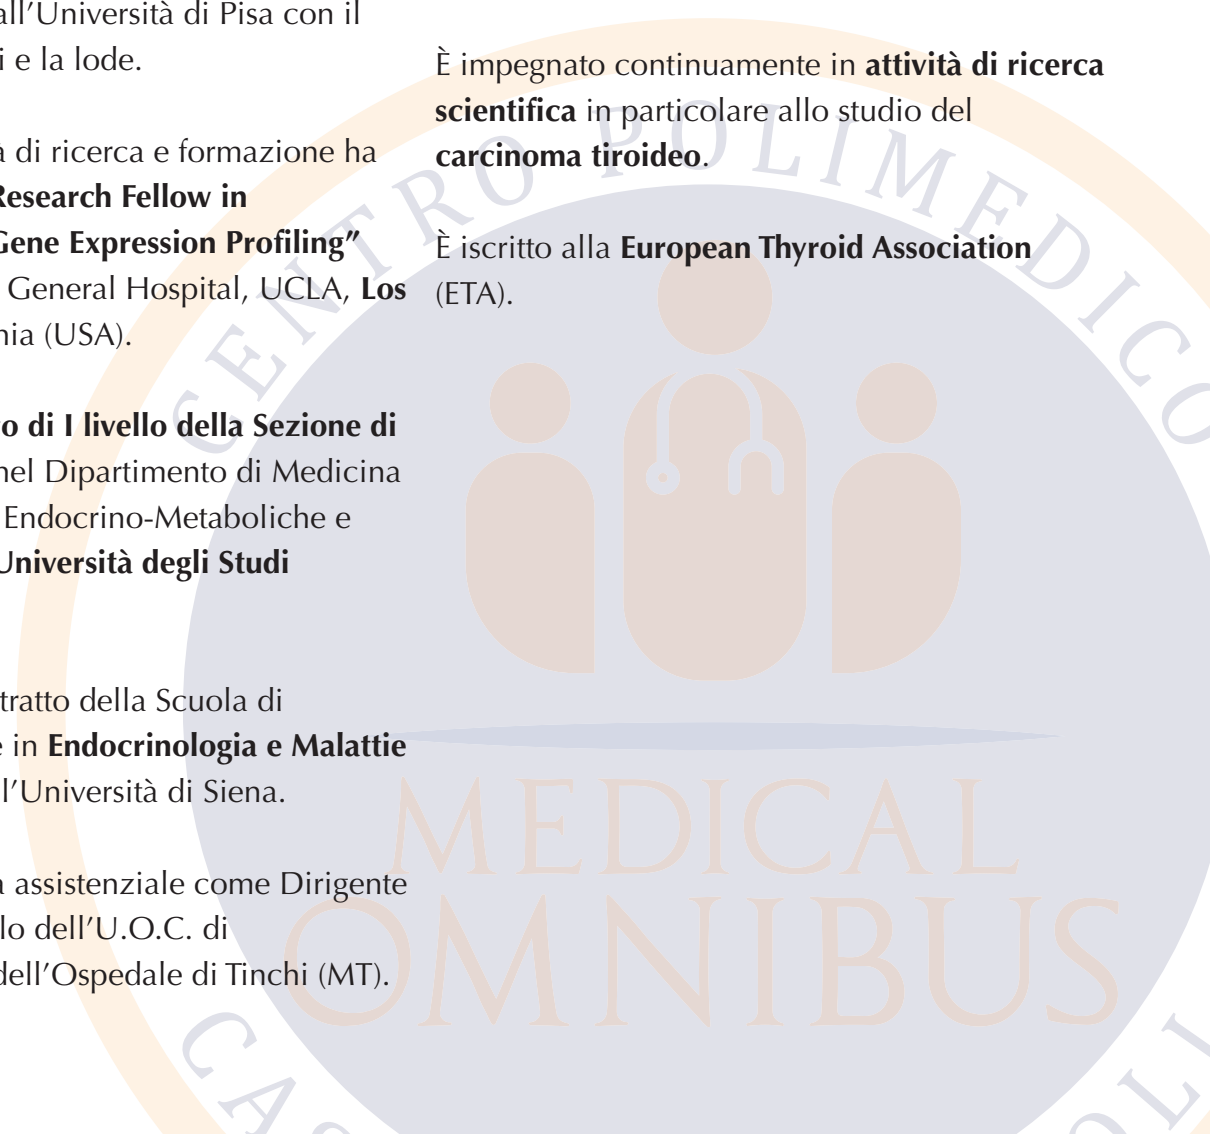 all'Università di Pisa con il
i e la lode.
à di ricerca e formazione ha
Research Fellow in
Gene Expression Profiling”
General Hospital, UCLA, Los
nia (USA).
o di I livello della Sezione di
nel Dipartimento di Medicina
Endocrino-Metaboliche e
Università degli Studi
tratto della Scuola di
e in Endocrinologia e Malattie
l’Università di Siena.
a assistenziale come Dirigente
lo dell’U.O.C. di
dell’Ospedale di Tinchi (MT).
È impegnato continuamente in attività di ricerca
scientifica in particolare allo studio del
carcinoma tiroideo.
È iscritto alla European Thyroid Association
(ETA).
CENTRO POLIMEDICO
MEDICAL
OMNIBUS
CAS
OLI